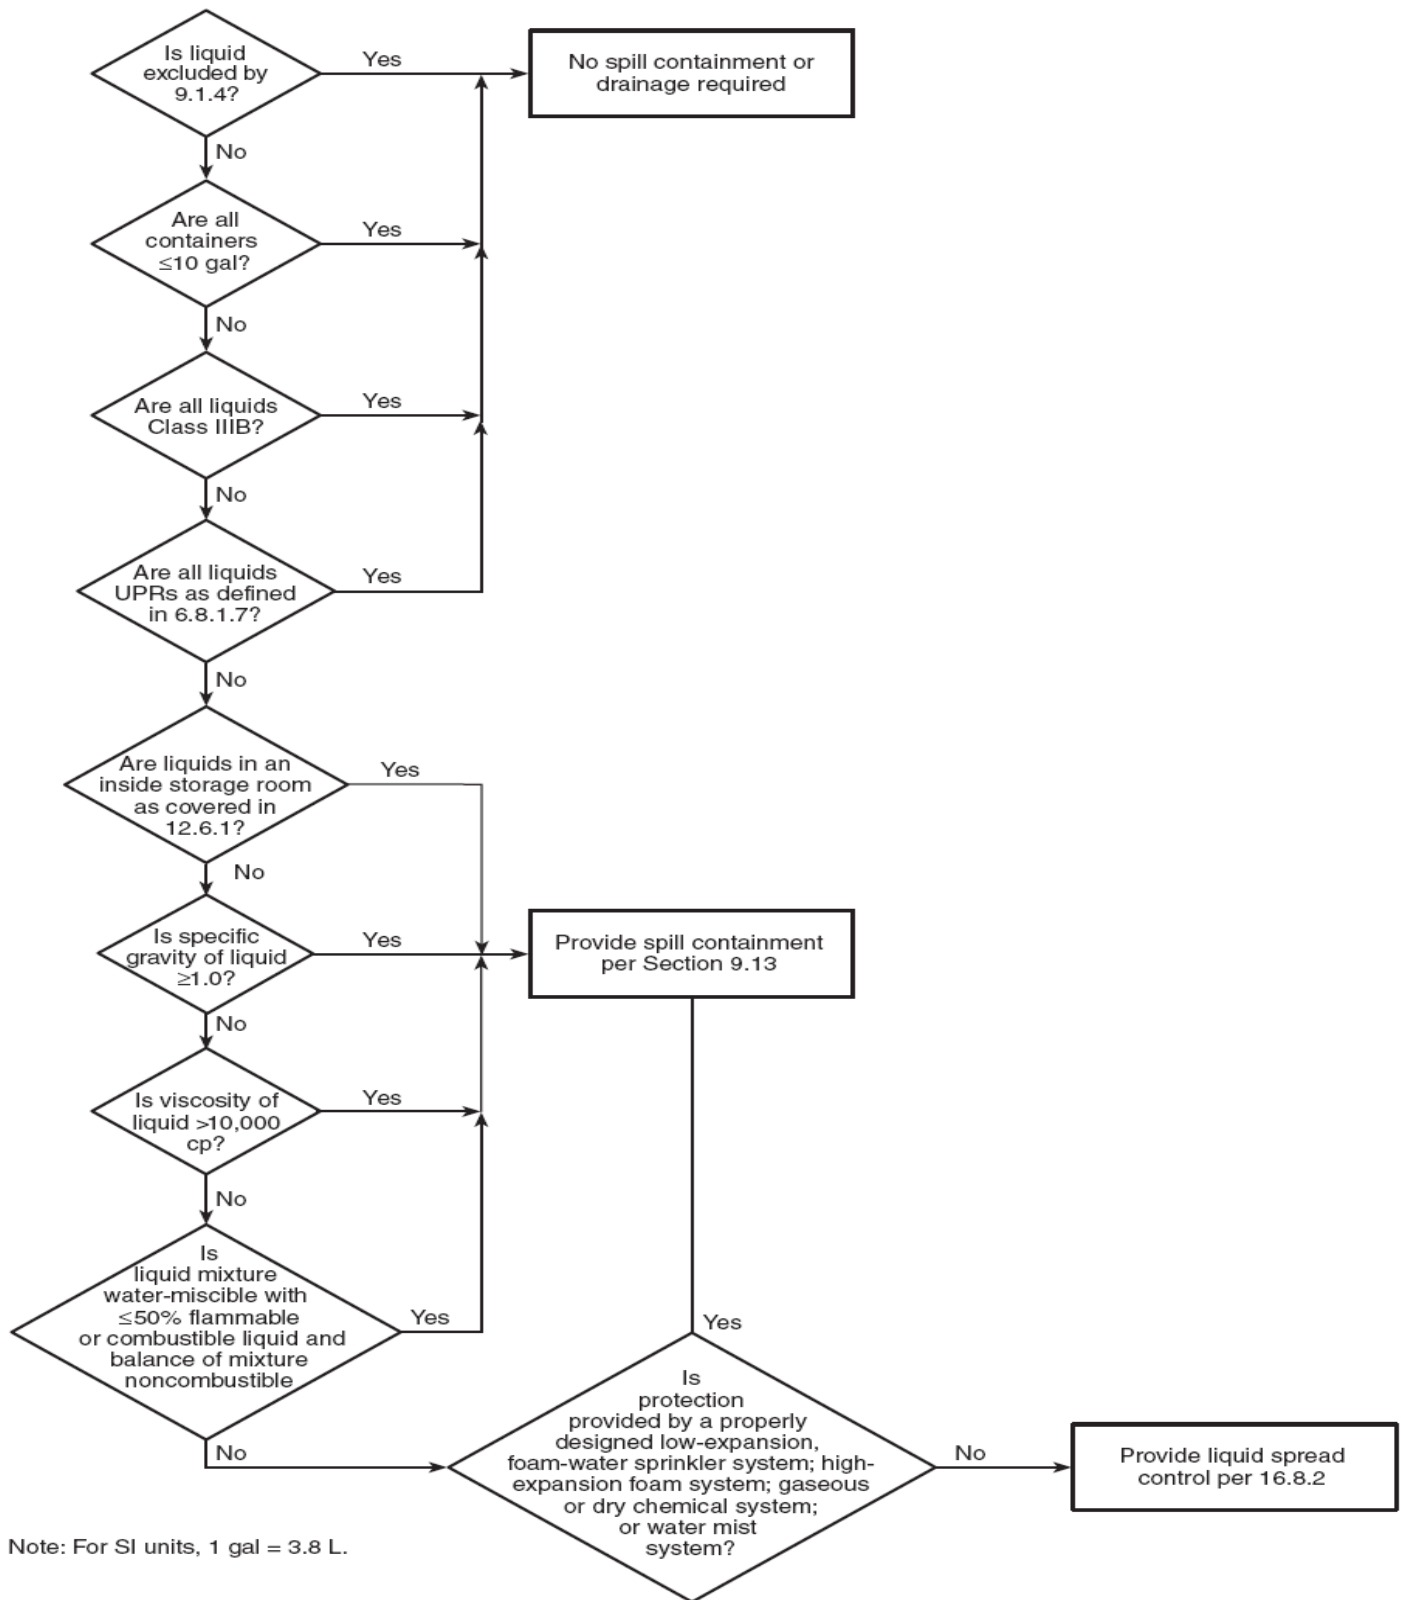 Is liquid
excluded by
9.1.4?
Yes
No spill containment or
drainage required
No
Are all
containers
≤10 gal?
Yes
No
Are all liquids
Class IIIB?
Yes
No
Are all liquids
UPRs as defined
in 6.8.1.7?
Yes
No
Are liquids in an
inside storage room
as covered in
12.6.1?
Yes
No
Is specific
gravity of liquid
≥1.0?
Yes
Provide spill containment
per Section 9.13
No
Is viscosity of
liquid >10,000
cp?
Yes
No
Is
liquid mixture
water-miscible with
≤50% flammable
or combustible liquid and
balance of mixture
noncombustible
Yes
No
Yes
Is
protection
provided by a properly
designed low-expansion,
foam-water sprinkler system; high-
expansion foam system; gaseous
or dry chemical system;
or water mist
system?
No
Provide liquid spread
control per 16.8.2
Note: For SI units, 1 gal = 3.8 L.